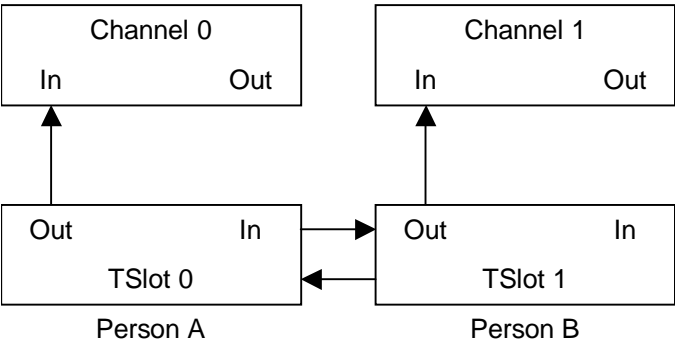 Channel 0
Channel 1
In Out
In Out
Out In
Out In
TSlot 0
TSlot 1
Person A
Person B